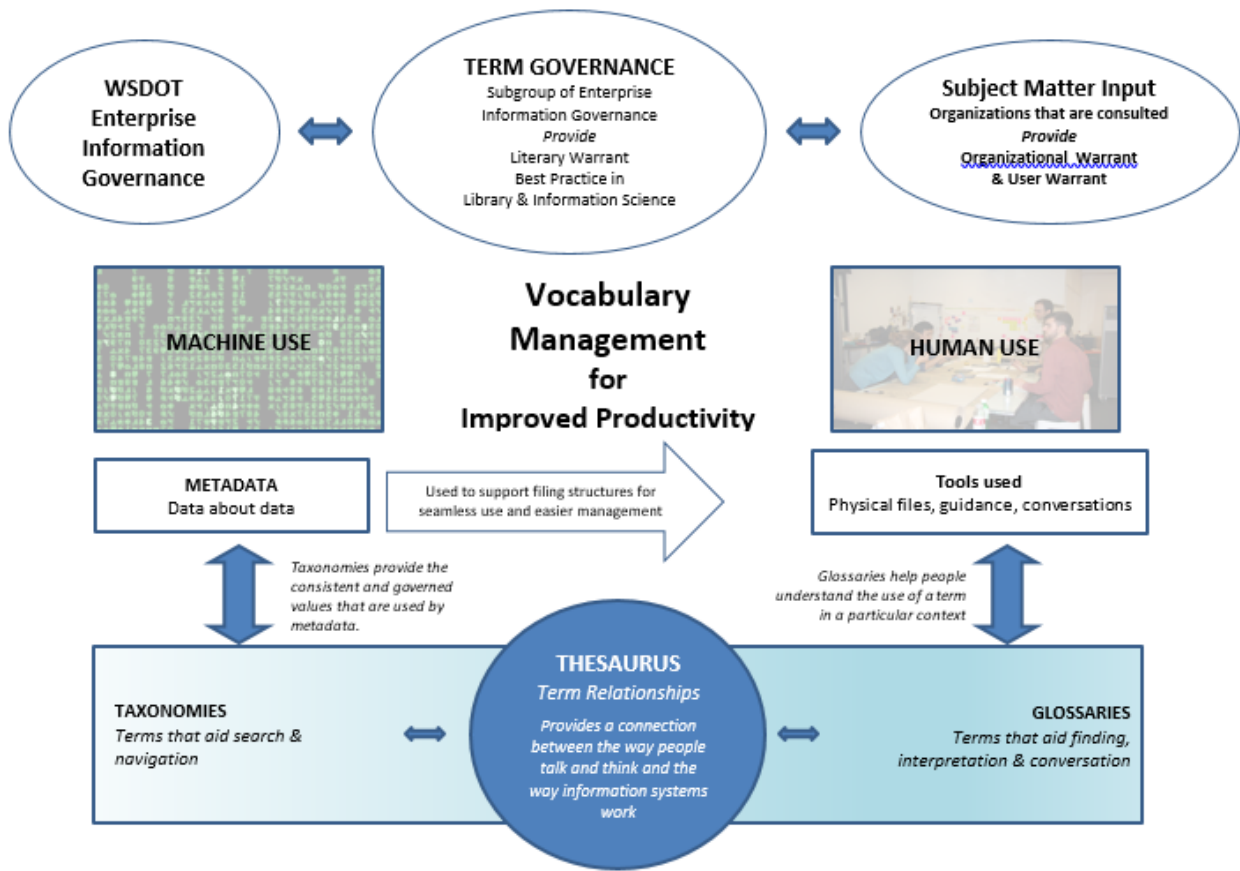 WSDOT
Enterprise
Information
Governance
TERM GOVERNANCE
Subgroup of Enterprise
Information Governance
Provide
Literary Warrant
Best Practice in
Library & Information Science
Subject Matter Input
Organizations that are consulted
Provide
Organizational Warrant
& User Warrant
MACHINE USE
Vocabulary
Management
for
Improved Productivity
HUMAN USE
METADATA
Data about data
Used to support filing structures for
seamless use and easier management
Tools used
Physical files, guidance, conversations
Taxonomies provide the
consistent and governed
values that are used by
metadata.
Glossaries help people
understand the use of a term
in a particular context
TAXONOMIES
Terms that aid search &
navigation
THESAURUS
Term Relationships
Provides a connection
between the way people
talk and think and the
way information systems
work
GLOSSARIES
Terms that aid finding,
interpretation & conversation